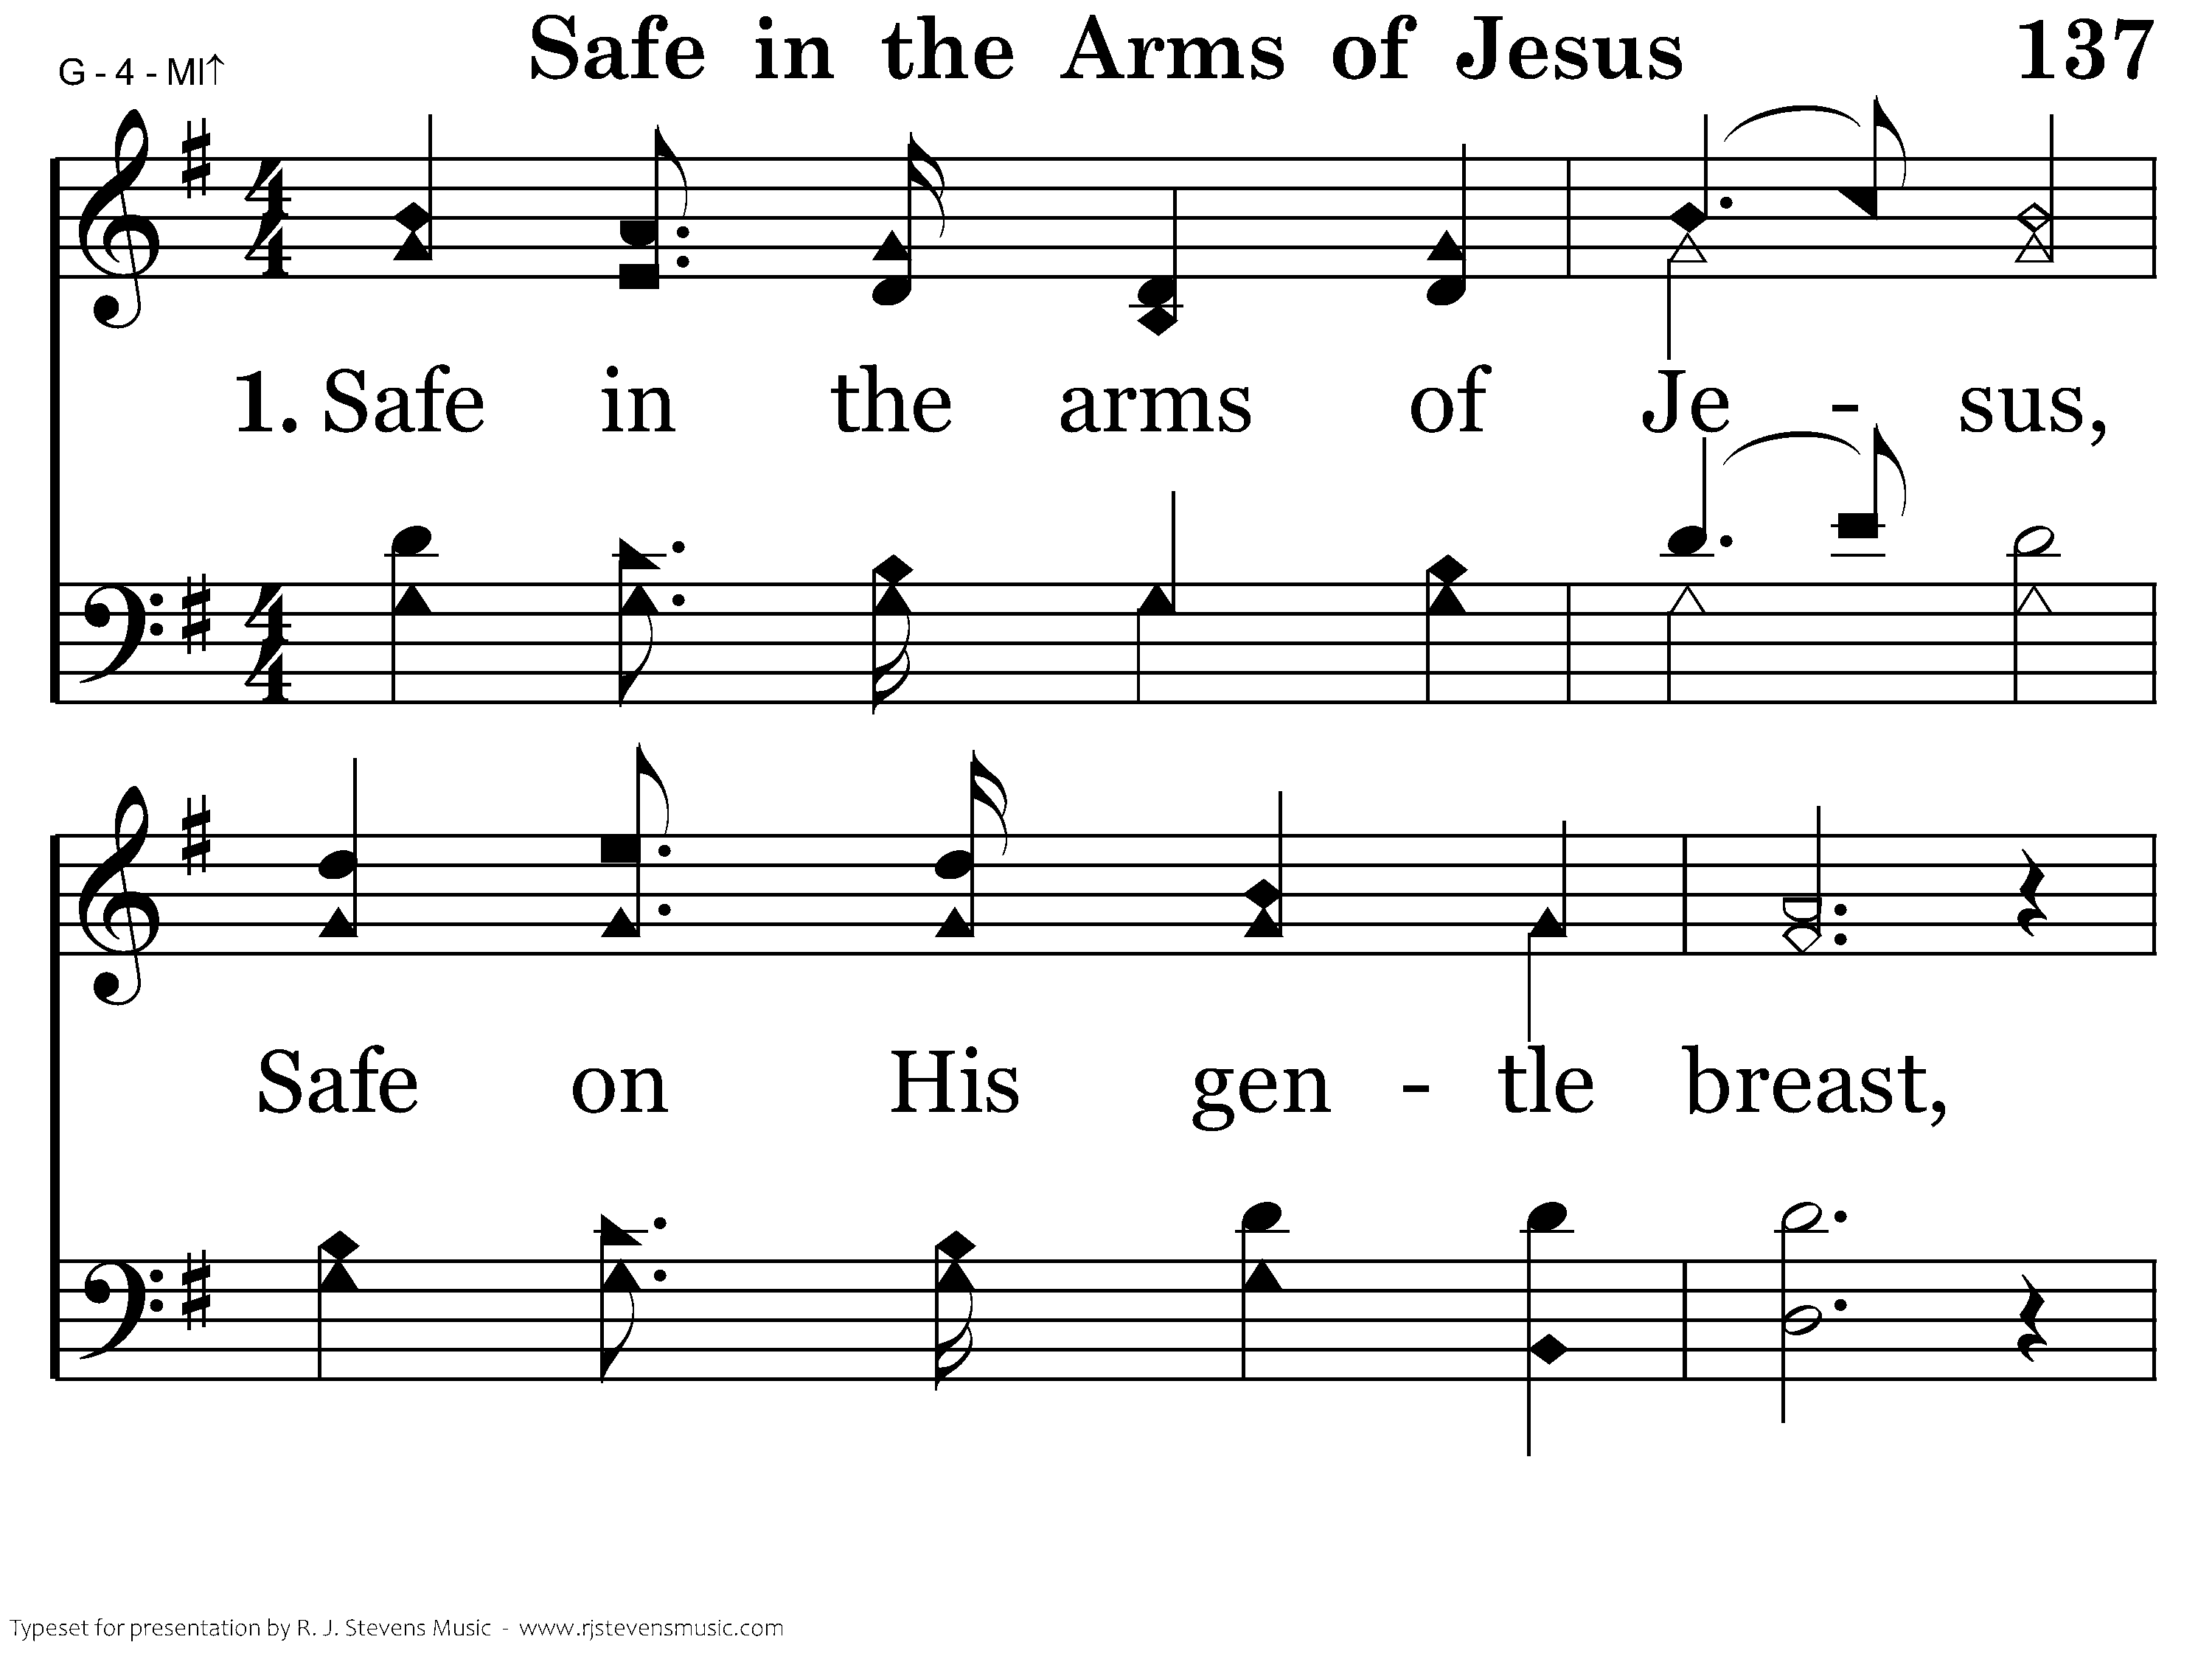 Safe in the Arms of Jesus 137
G - 4 - MI↑
1. Safe in the arms of Je - sus,
Safe on His gen - tle breast,
Typeset for presentation by R. J. Stevens Music - www.rjstevensmusic.com